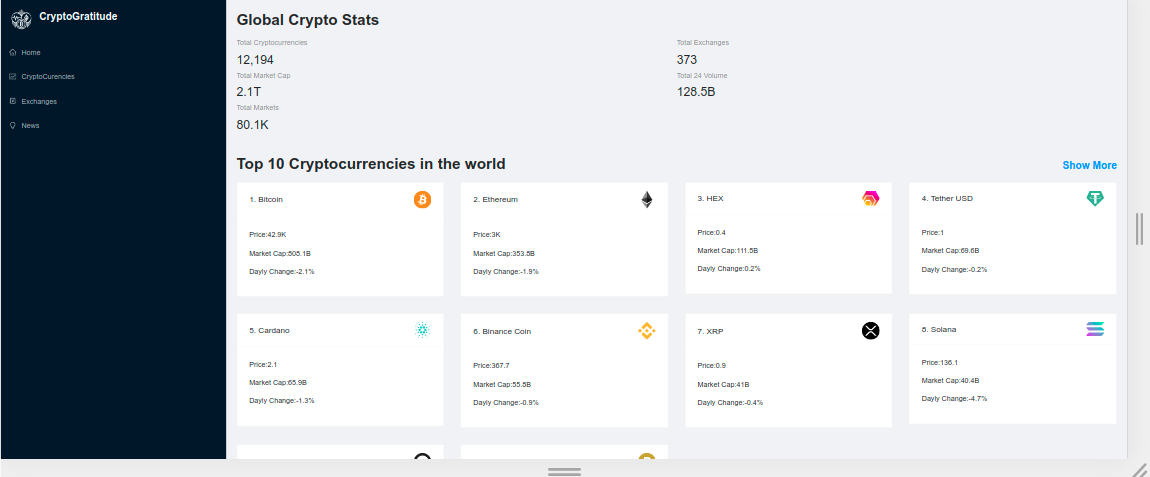 CryptoGratitude
Home
CryptoCurencies
Exchanges
News
Global Crypto Stats
Total Cryptocurrencies
12,194
Total Exchanges
373
Total Market Cap
2.1T
Total 24 Volume
128.5B
Total Markets
80.1K
Top 10 Cryptocurrencies in the world
Show More
1. Bitcoin
Price:42.9K
Market Cap:808.1B
Dayly Change:-2.1%
2. Ethereum
Price:3K
Market Cap:353.8B
Dayly Change:-1.9%
3. HEX
Price:0.4
Market Cap:111.5B
Dayly Change:0.2%
4. Tether USD
Price:1
Market Cap:69.6B
Dayly Change:-0.2%
5. Cardano
Price:2.1
Market Cap:65.9B
Dayly Change:-1.3%
6. Binance Coin
Price:367.7
Market Cap:55.8B
Dayly Change:-0.9%
7. XRP
Price:0.9
Market Cap:41B
Dayly Change:-0.4%
8. Solana
Price:136.1
Market Cap:40.4B
Dayly Change:-4.7%